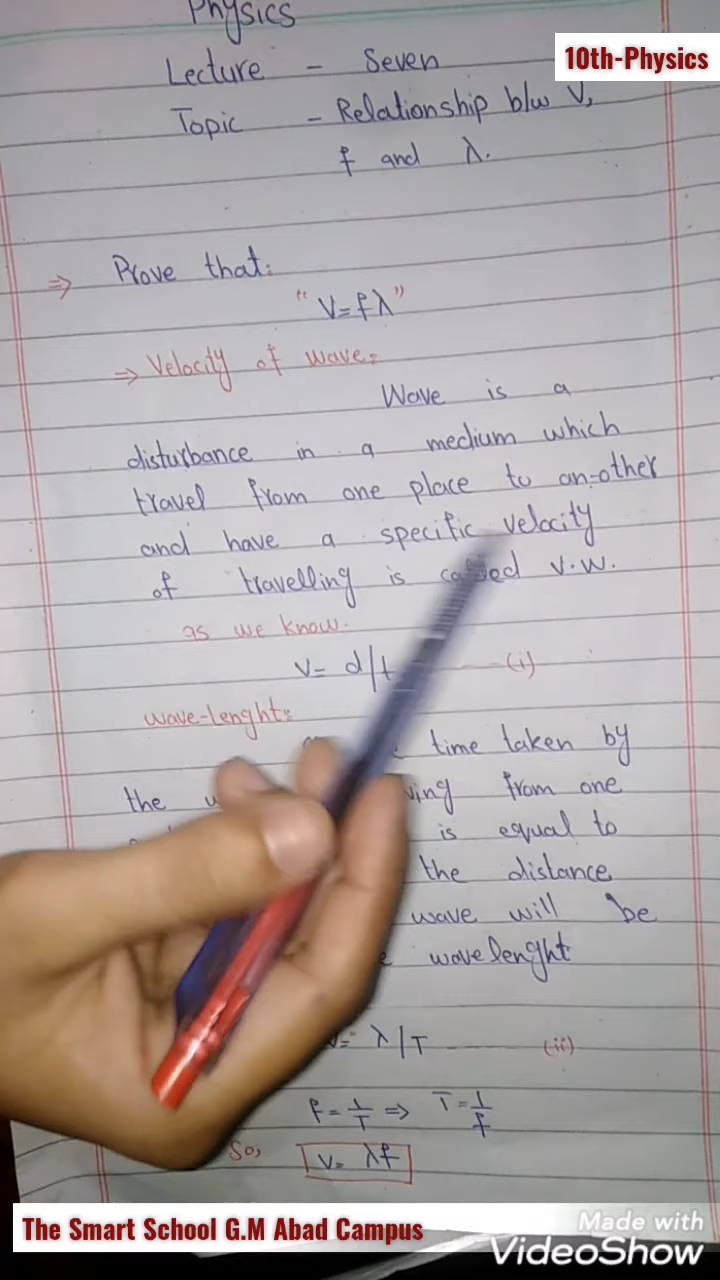 Physics
10th-Physics
Lecture - Seven
Topic - Relationship b/w V,
f and λ.
⇒ Prove that:
"V=fλ"
⇒ Velocity of wave:
Wave is a
disturbance in a medium which
travel from one place to an-other
and have a specific velocity
of travelling is called v.w.
as we know.
v= d/t ------ (i)
wave-lenght:
time taken by
the ving from one
is equal to
the distance
wave will be
wavelenght
V= λ/T ------ (ii)
f=1/T ⇒ T=1/f
So, V= λf
The Smart School G.M Abad Campus
Made with
VideoShow